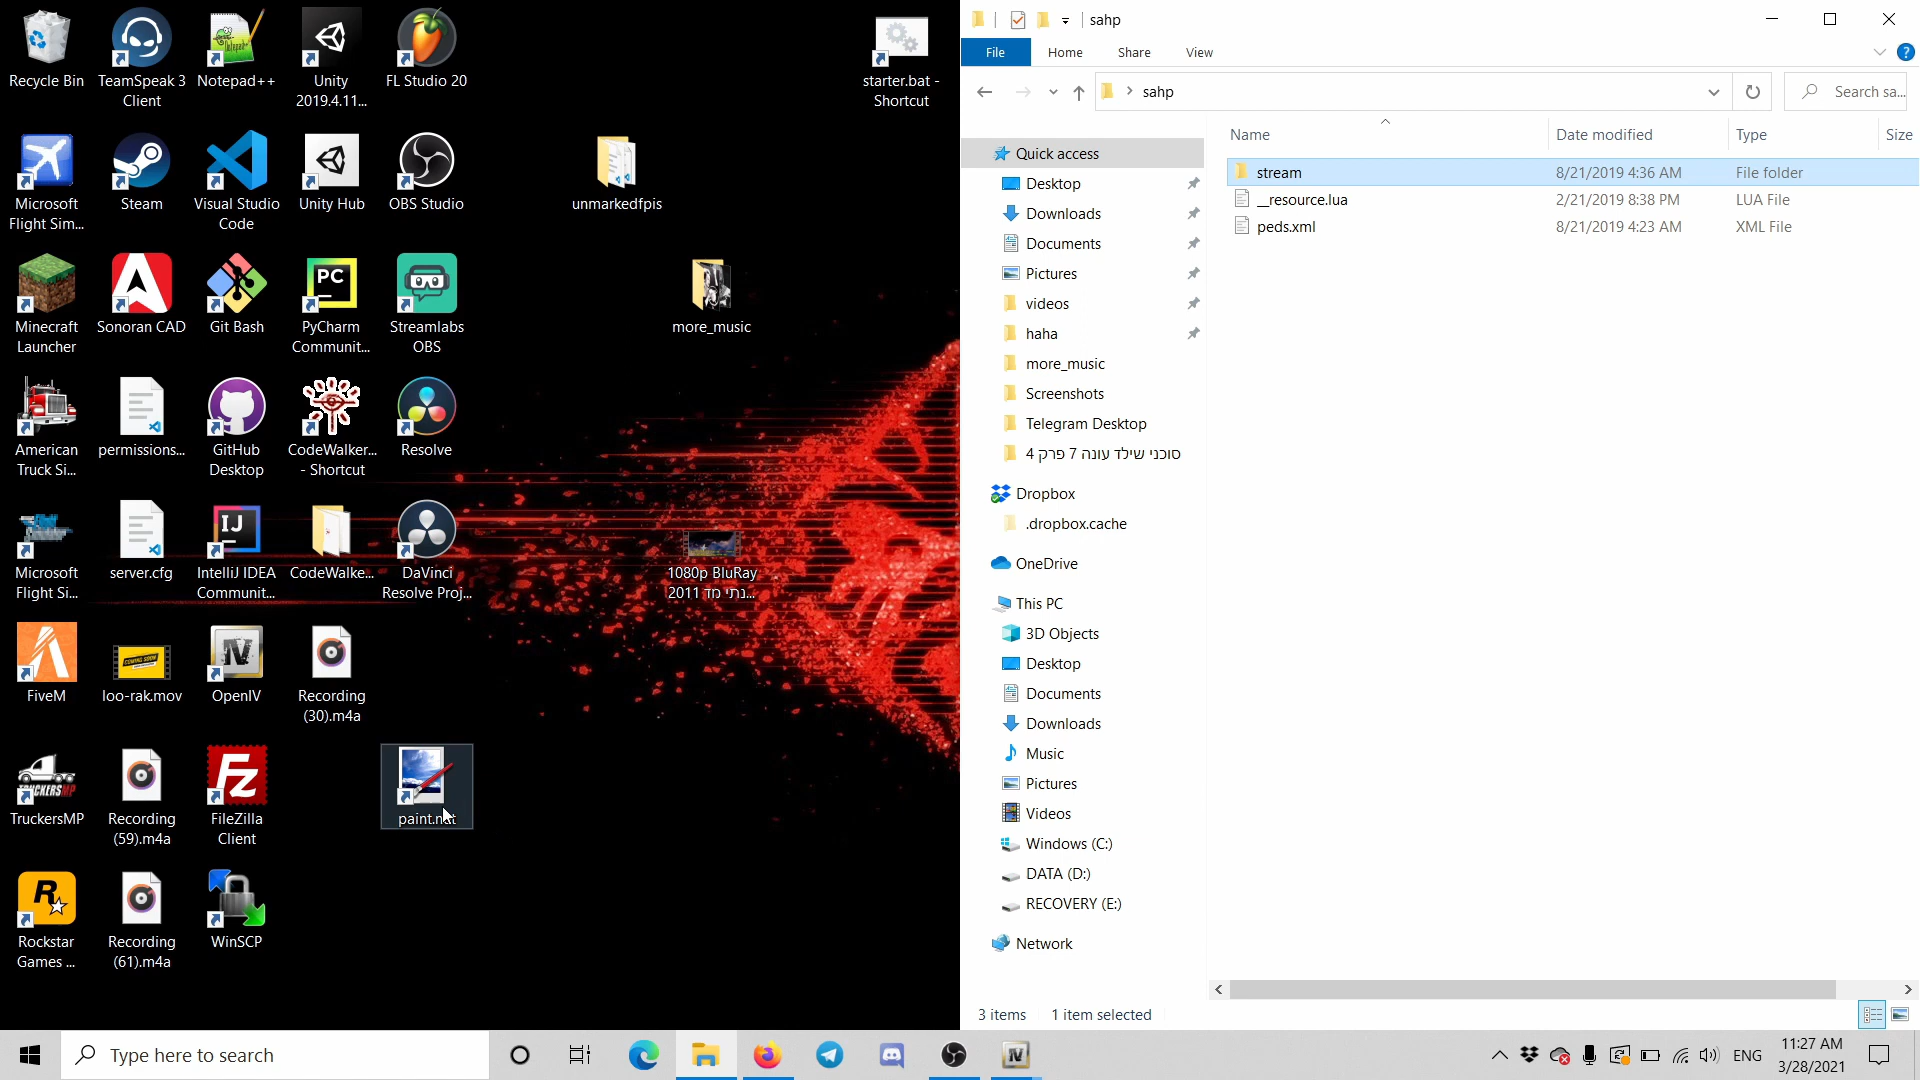 Recycle Bin
TeamSpeak 3
Client
Notepad++
Unity
2019.4.11...
FL Studio 20
starter.bat -
Shortcut
Microsoft
Flight Sim...
Steam
Visual Studio
Code
Unity Hub
OBS Studio
unmarkedfpis
Minecraft
Launcher
Sonoran CAD
Git Bash
PC
PyCharm
Communit...
Streamlabs
OBS
more_music
American
Truck Si...
permissions...
GitHub
Desktop
CodeWalker...
- Shortcut
Resolve
Microsoft
Flight Si...
server.cfg
IJ
IntelliJ IDEA
Communit...
CodeWalke...
DaVinci
Resolve Proj...
1080p BluRay
נתי מד 2011...
FiveM
COMING SOON
loo-rak.mov
IV
OpenIV
Recording
(30).m4a
TRUCKERSMP
TruckersMP
Recording
(59).m4a
Fz
FileZilla
Client
paint.net
R
Rockstar
Games ...
Recording
(61).m4a
WinSCP
sahp
File
Home
Share
View
?
sahp
Search sa...
Name
Date modified
Type
Size
stream
8/21/2019 4:36 AM
File folder
__resource.lua
2/21/2019 8:38 PM
LUA File
peds.xml
8/21/2019 4:23 AM
XML File
Quick access
Desktop
Downloads
Documents
Pictures
videos
haha
more_music
Screenshots
Telegram Desktop
סוכני שילד עונה 7 פרק 4
Dropbox
.dropbox.cache
OneDrive
This PC
3D Objects
Desktop
Documents
Downloads
Music
Pictures
Videos
Windows (C:)
DATA (D:)
RECOVERY (E:)
Network
3 items
1 item selected
Type here to search
IV
ENG
11:27 AM
3/28/2021